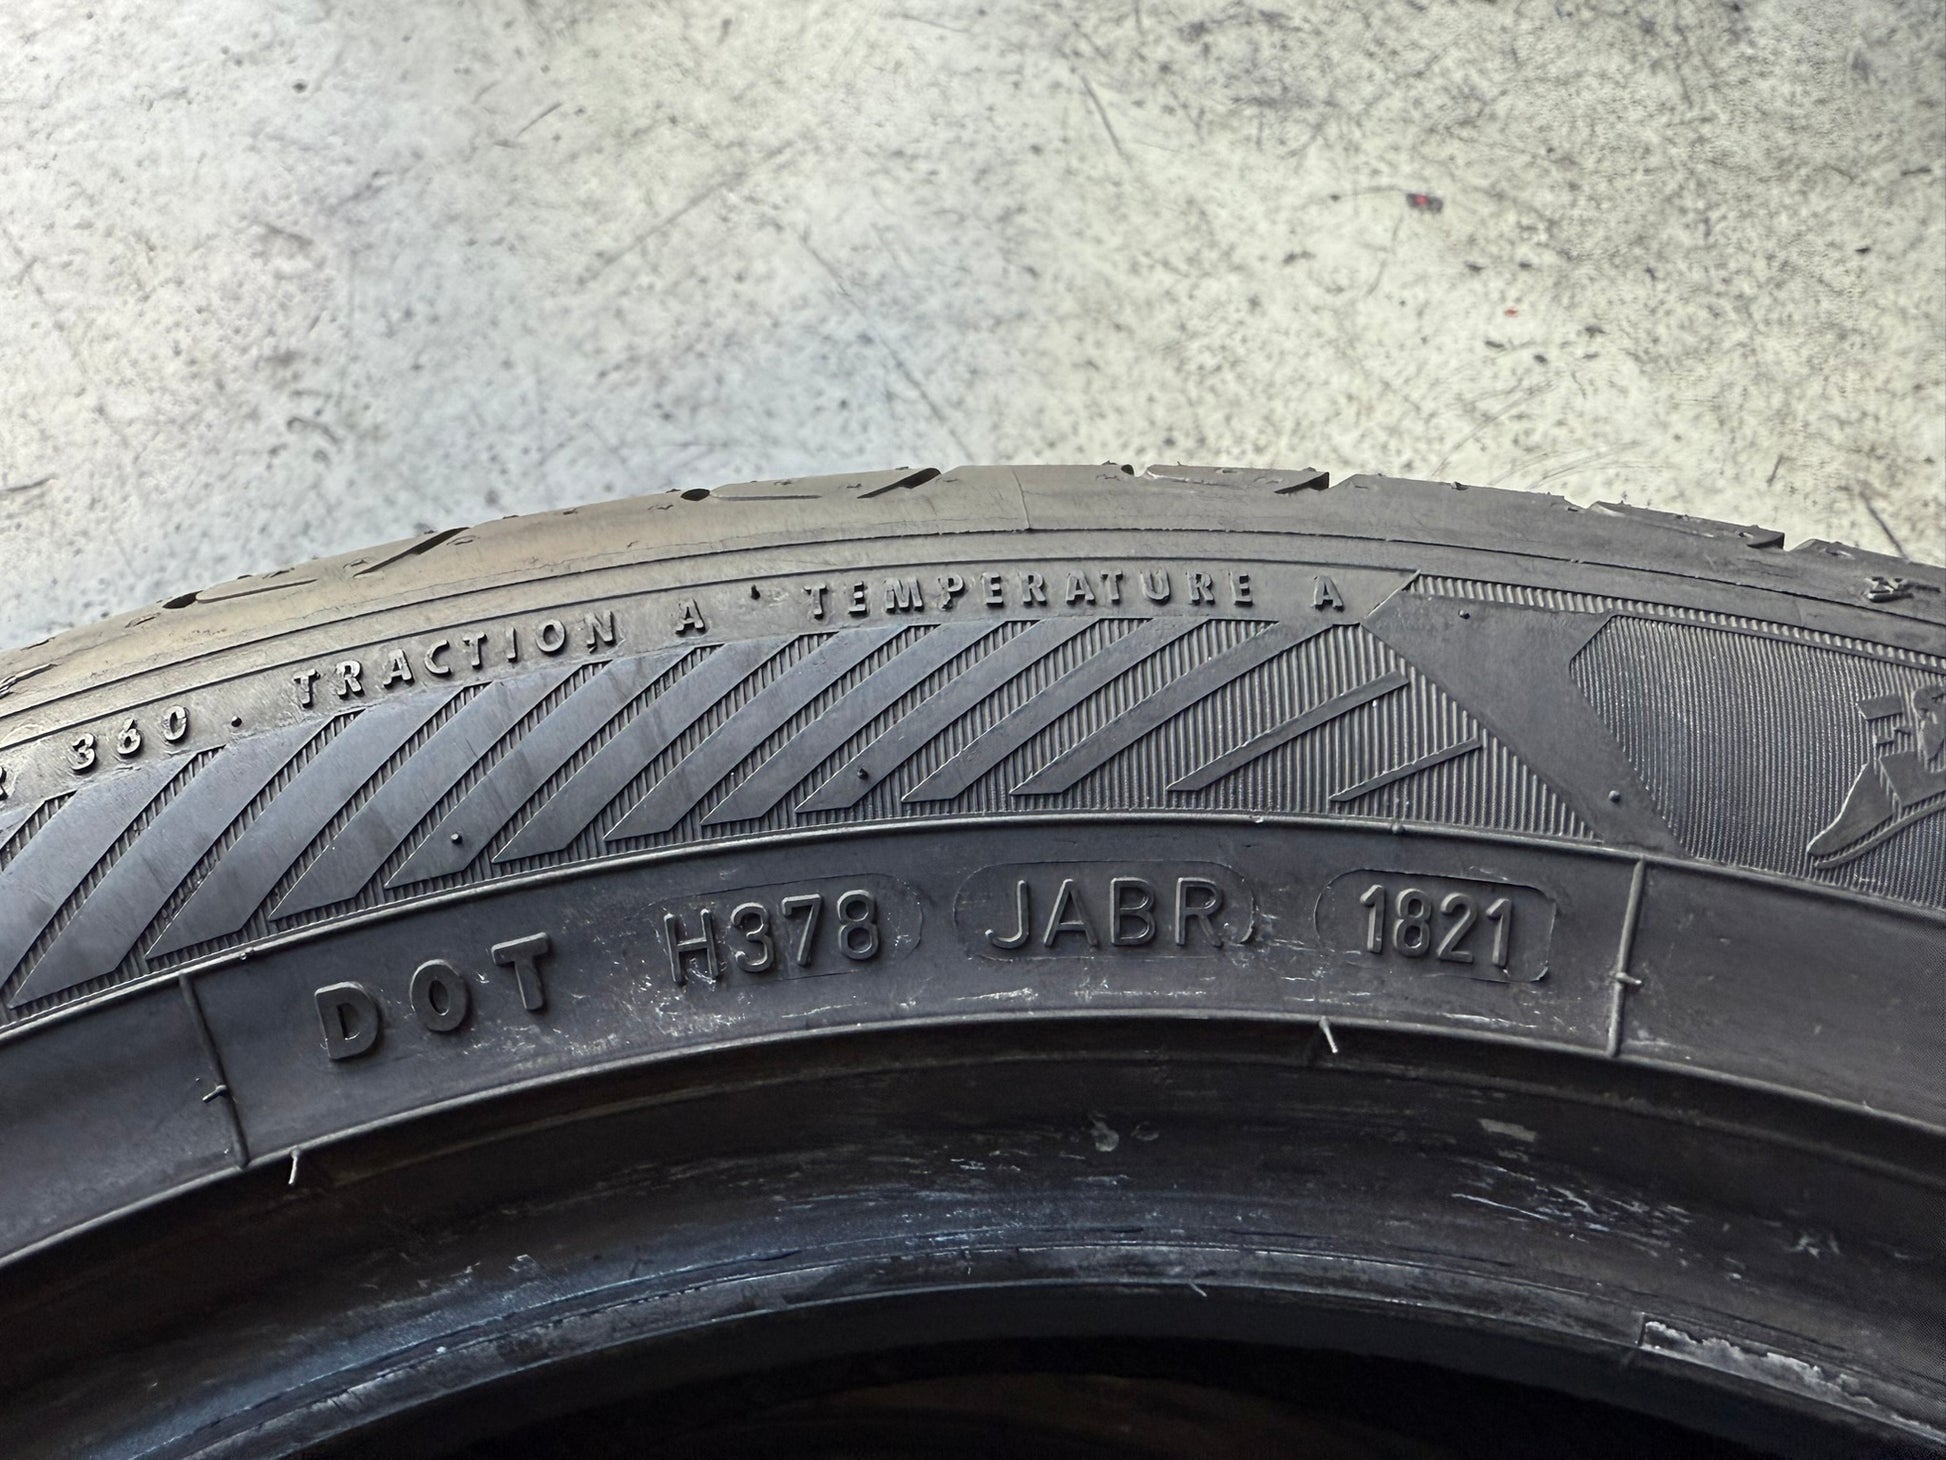 360 · TRACTION A · TEMPERATURE A
DOT H378 JABR 1821